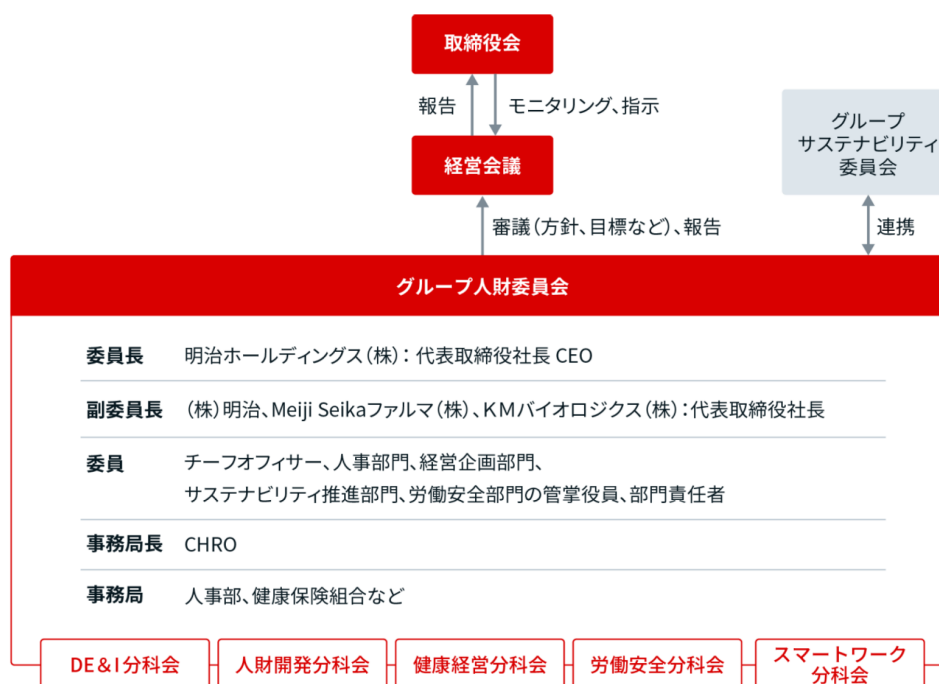 取締役会
報告
モニタリング、指示
経営会議
グループ
サステナビリティ
委員会
審議（方針、目標など）、報告
連携
グループ人財委員会
委員長 明治ホールディングス（株）：代表取締役社長 CEO
副委員長 （株）明治、Meiji Seikaファルマ（株）、KMバイオロジクス（株）：代表取締役社長
委員 チーフオフィサー、人事部門、経営企画部門、
サステナビリティ推進部門、労働安全部門の管掌役員、部門責任者
事務局長 CHRO
事務局 人事部、健康保険組合など
DE&I分科会
人財開発分科会
健康経営分科会
労働安全分科会
スマートワーク
分科会